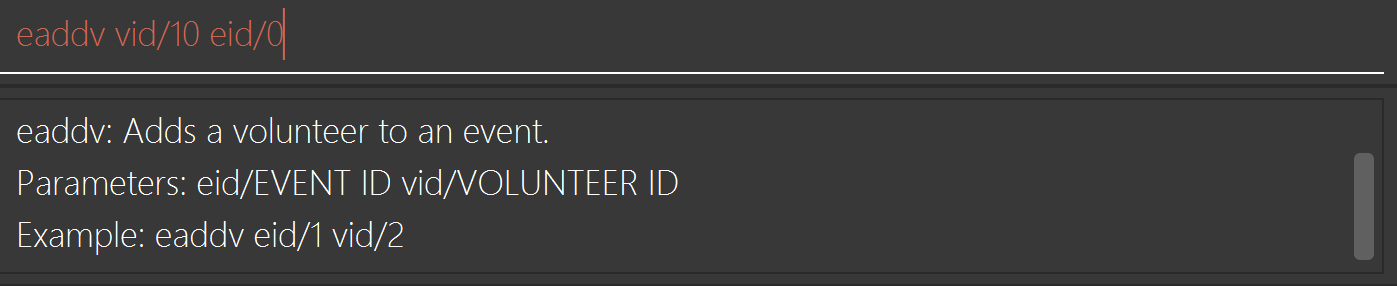 eaddv vid/10 eid/0
eaddv: Adds a volunteer to an event.
Parameters: eid/EVENT ID vid/VOLUNTEER ID
Example: eaddv eid/1 vid/2